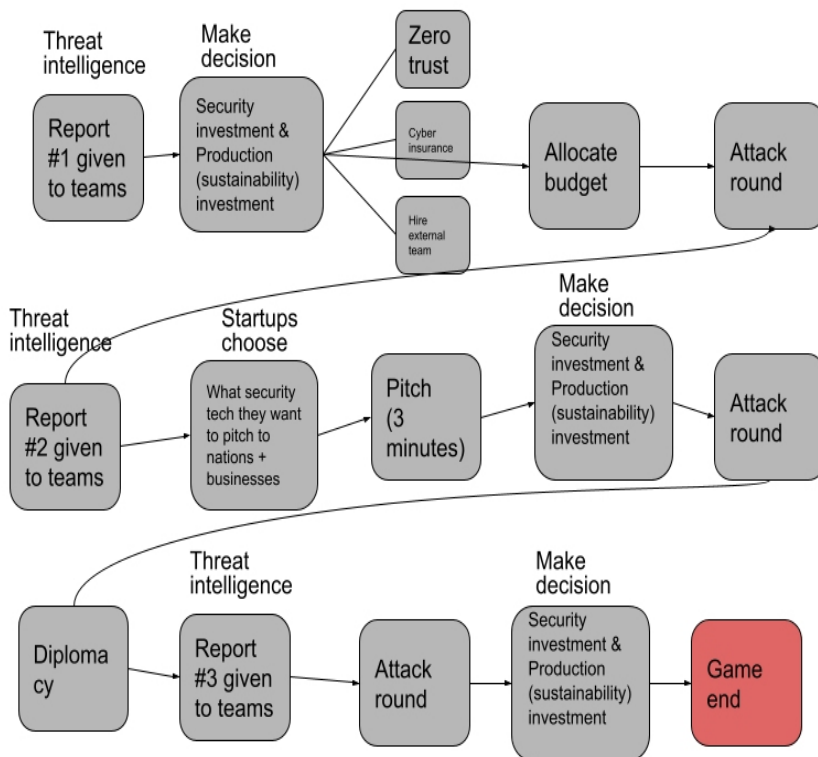 Threat
intelligence
Report
#1 given
to teams
Make
decision
Security
investment &
Production
(sustainability)
investment
Zero
trust
Cyber
insurance
Hire
external
team
Allocate
budget
Attack
round
Threat
intelligence
Report
#2 given
to teams
Startups
choose
What security
tech they want
to pitch to
nations +
businesses
Pitch
(3
minutes)
Make
decision
Security
investment &
Production
(sustainability)
investment
Attack
round
Diploma
cy
Threat
intelligence
Report
#3 given
to teams
Attack
round
Make
decision
Security
investment &
Production
(sustainability)
investment
Game
end